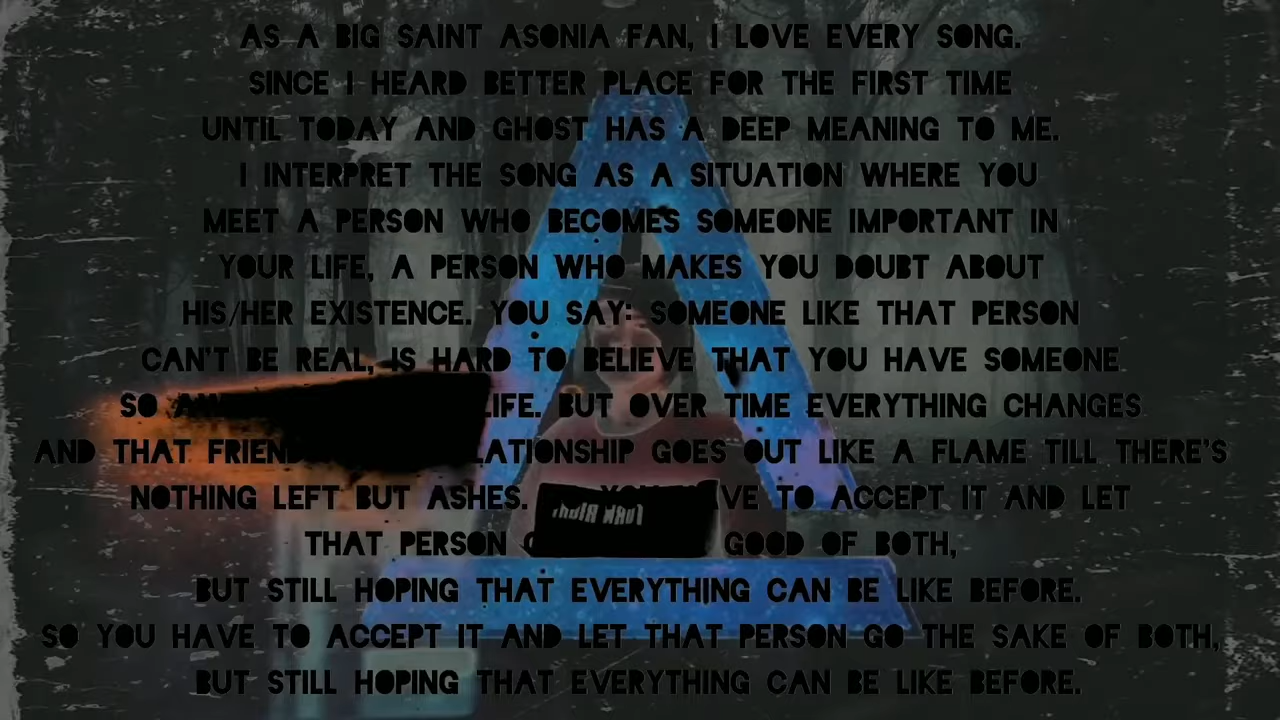 AS A BIG SAINT ASONIA FAN, I LOVE EVERY SONG.
SINCE I HEARD BETTER PLACE FOR THE FIRST TIME
UNTIL TODAY AND GHOST HAS A DEEP MEANING TO ME.
I INTERPRET THE SONG AS A SITUATION WHERE YOU
MEET A PERSON WHO BECOMES SOMEONE IMPORTANT IN
YOUR LIFE, A PERSON WHO MAKES YOU DOUBT ABOUT
HIS/HER EXISTENCE. YOU SAY: SOMEONE LIKE THAT PERSON
CAN'T BE REAL, IS HARD TO BELIEVE THAT YOU HAVE SOMEONE
SO LIFE. BUT OVER TIME EVERYTHING CHANGES
AND THAT GOES OUT LIKE A FLAME TILL THERE'S
NOTHING LEFT BUT ASHES. TO ACCEPT IT AND LET
THAT PERSON GOOD OF BOTH,
BUT STILL HOPING THAT EVERYTHING CAN BE LIKE BEFORE.
SO YOU HAVE TO ACCEPT IT AND LET THAT PERSON GO THE SAKE OF BOTH,
BUT STILL HOPING THAT EVERYTHING CAN BE LIKE BEFORE.